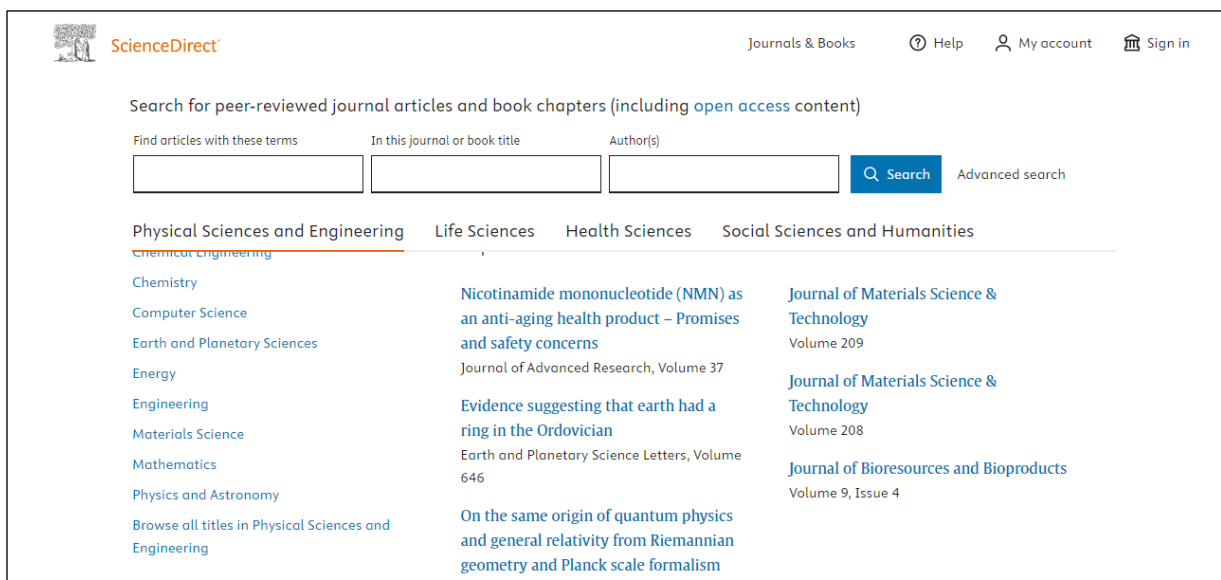 ScienceDirect
Journals & Books
Help
My account
Sign in
Search for peer-reviewed journal articles and book chapters (including open access content)
Find articles with these terms
In this journal or book title
Author(s)
Search
Advanced search
Physical Sciences and Engineering
Life Sciences
Health Sciences
Social Sciences and Humanities
Chemical Engineering
Chemistry
Computer Science
Earth and Planetary Sciences
Energy
Engineering
Materials Science
Mathematics
Physics and Astronomy
Browse all titles in Physical Sciences and
Engineering
Nicotinamide mononucleotide (NMN) as
an anti-aging health product – Promises
and safety concerns
Journal of Advanced Research, Volume 37
Evidence suggesting that earth had a
ring in the Ordovician
Earth and Planetary Science Letters, Volume
646
On the same origin of quantum physics
and general relativity from Riemannian
geometry and Planck scale formalism
Journal of Materials Science &
Technology
Volume 209
Journal of Materials Science &
Technology
Volume 208
Journal of Bioresources and Bioproducts
Volume 9, Issue 4